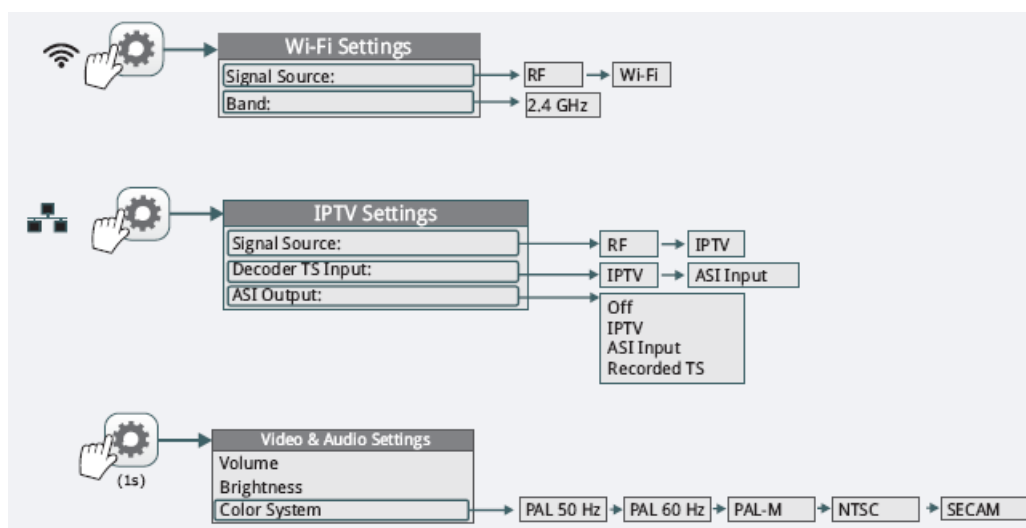 Wi-Fi Settings
Signal Source: RF Wi-Fi
Band: 2.4 GHz
IPTV Settings
Signal Source: RF IPTV
Decoder TS Input: IPTV ASI Input
ASI Output:
Off
IPTV
ASI Input
Recorded TS
(1s)
Video & Audio Settings
Volume
Brightness
Color System PAL 50 Hz PAL 60 Hz PAL-M NTSC SECAM